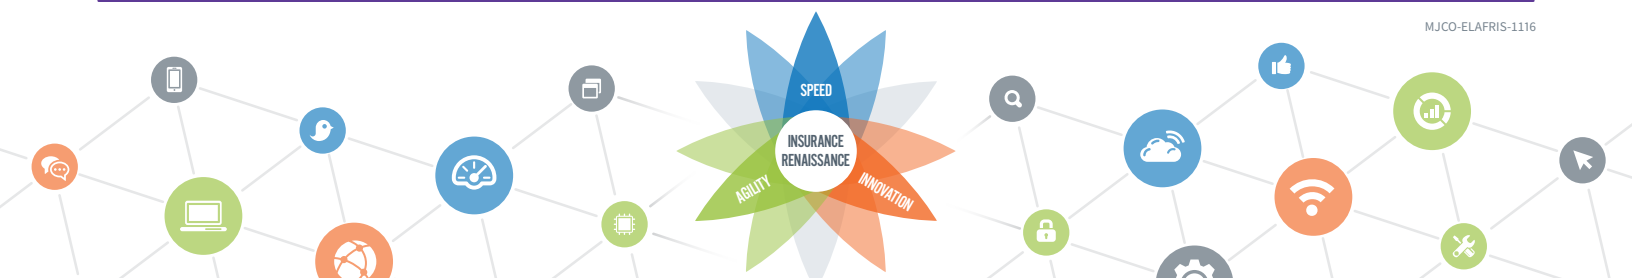 MJCO-ELAFRIS-1116
SPEED
INSURANCE
RENAISSANCE
AGILITY
INNOVATION